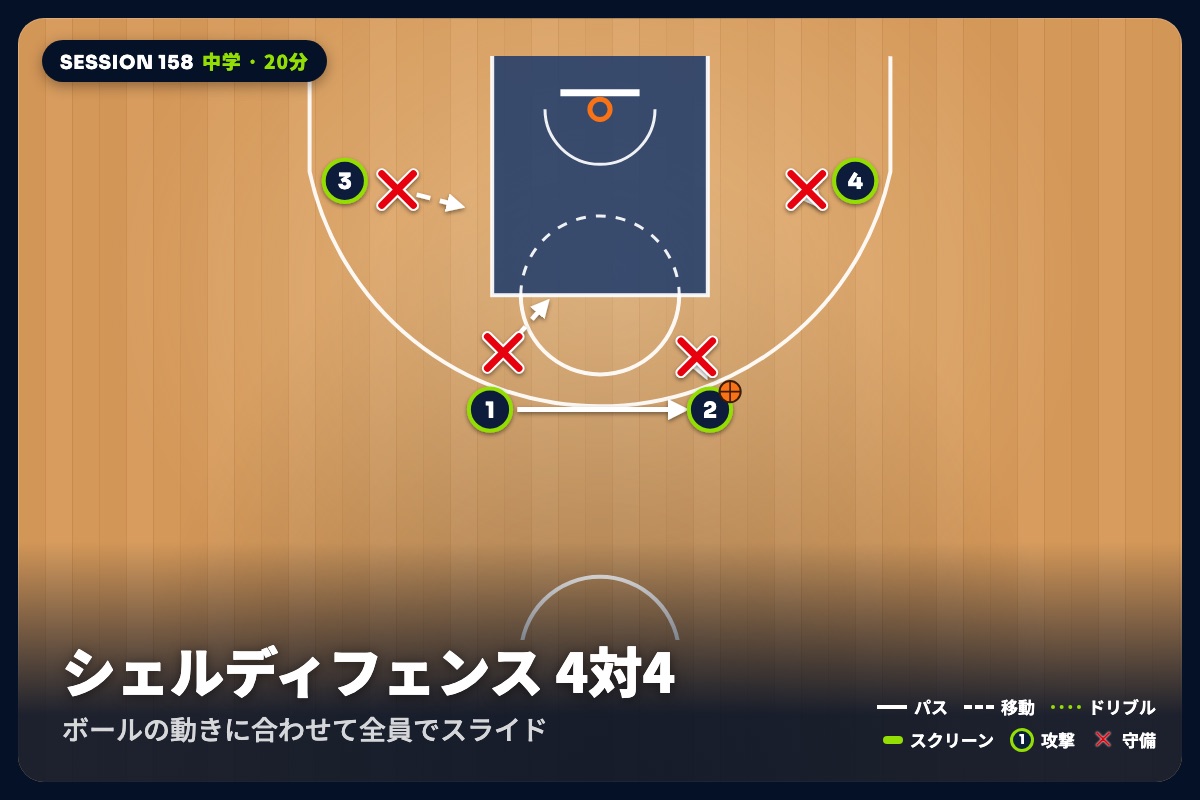 SESSION 158 中学・20分
3
4
1
2
シェルディフェンス 4対4
ボールの動きに合わせて全員でスライド
パス 移動 ドリブル
スクリーン 1 攻撃 守備